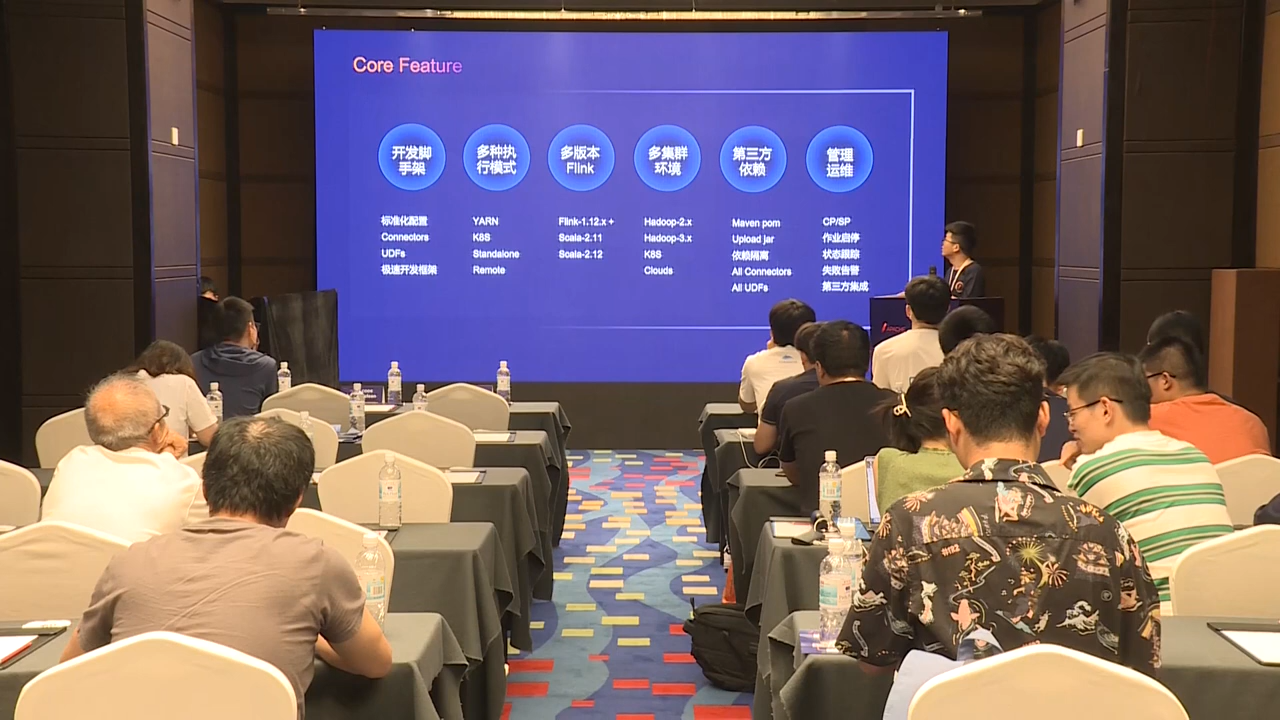 Core Feature
开发脚
手架
多种执
行模式
多版本
Flink
多集群
环境
第三方
依赖
管理
运维
标准化配置
Connectors
UDFs
极速开发框架
YARN
K8S
Standalone
Remote
Flink-1.12.x +
Scala-2.11
Scala-2.12
Hadoop-2.x
Hadoop-3.x
K8S
Clouds
Maven pom
Upload jar
依赖隔离
All Connectors
All UDFs
CP/SP
作业启停
状态跟踪
失败告警
第三方集成